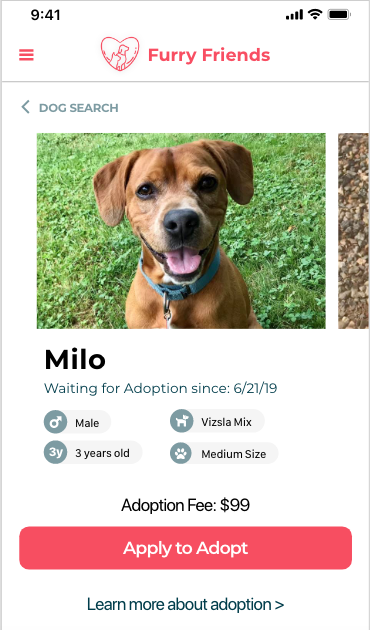 9:41
Furry Friends
DOG SEARCH
Milo
Waiting for Adoption since: 6/21/19
Male
Vizsla Mix
3y 3 years old
Medium Size
Adoption Fee: $99
Apply to Adopt
Learn more about adoption >